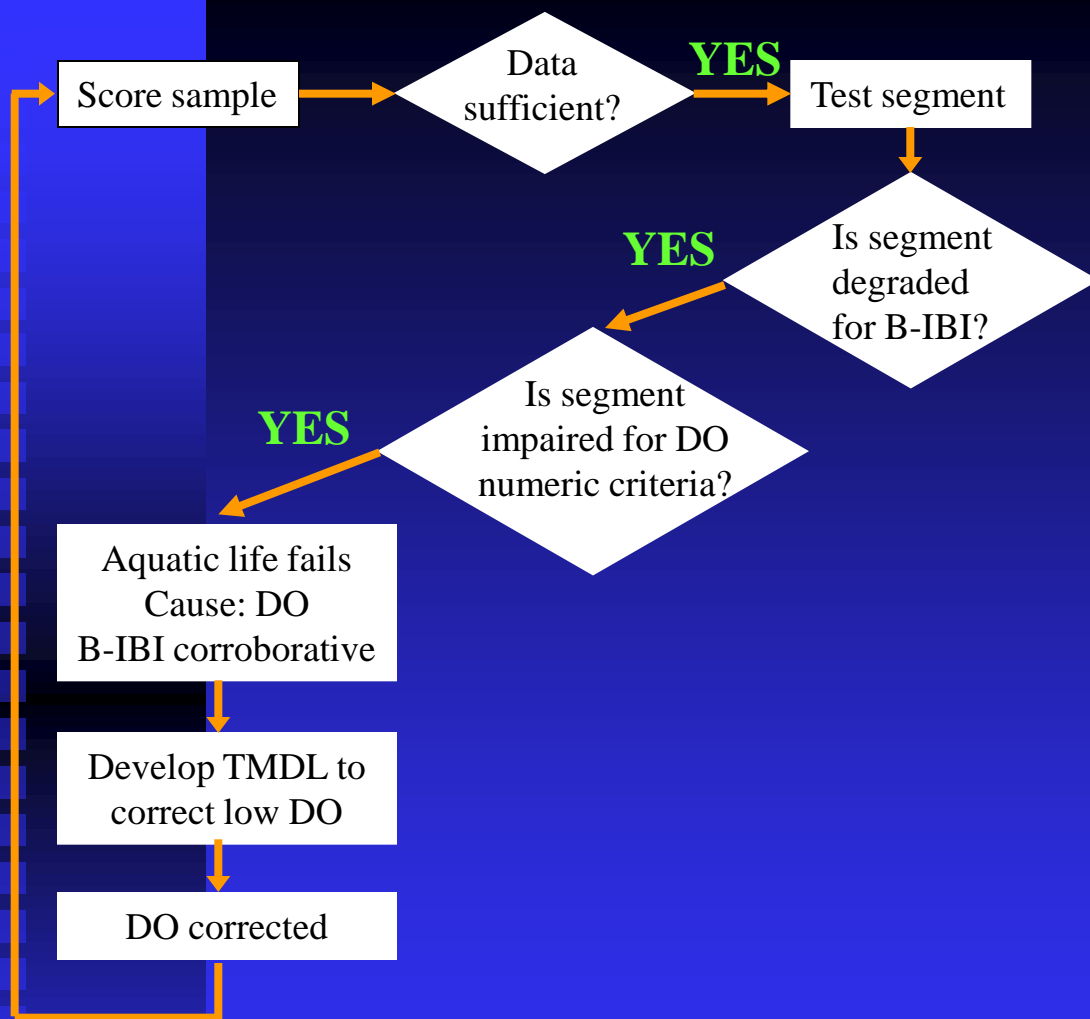 Score sample
Data
sufficient?
YES
Test segment
Is segment
degraded
for B-IBI?
YES
Is segment
impaired for DO
numeric criteria?
YES
Aquatic life fails
Cause: DO
B-IBI corroborative
Develop TMDL to
correct low DO
DO corrected